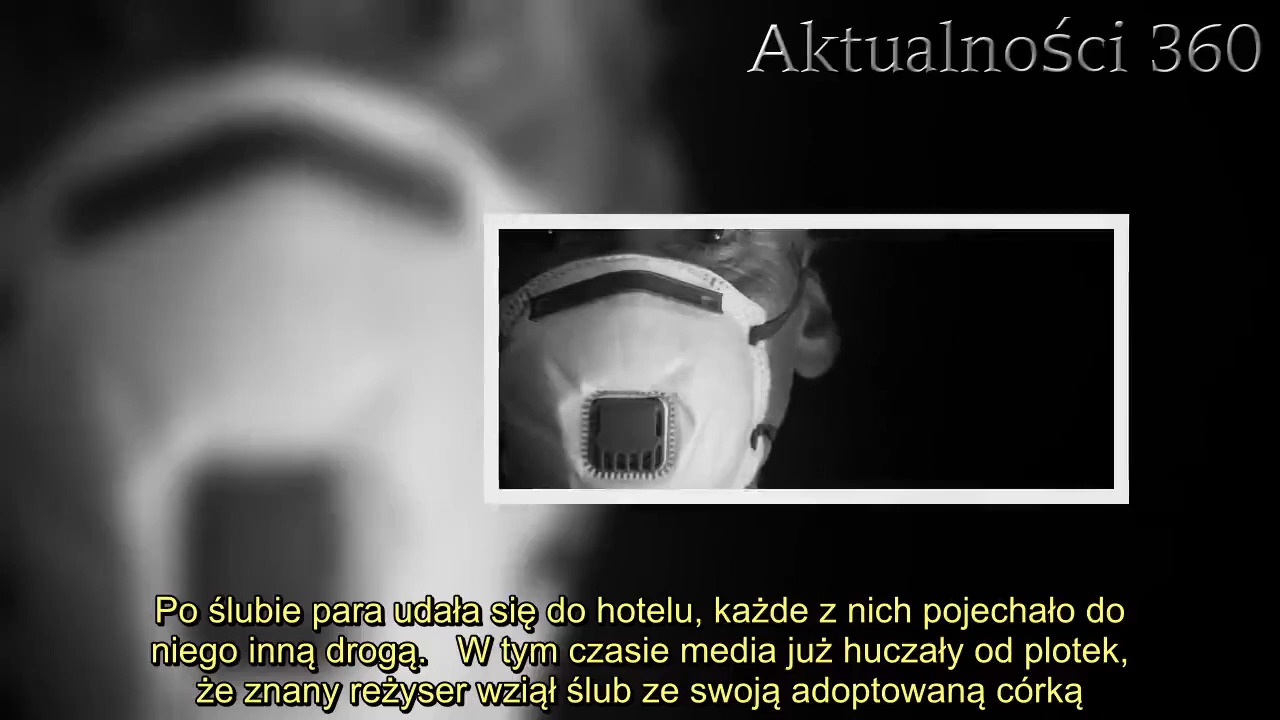 Aktualności 360
Po ślubie para udała się do hotelu, każde z nich pojechało do
niego inną drogą. W tym czasie media już huczały od plotek,
że znany reżyser wziął ślub ze swoją adoptowaną córką